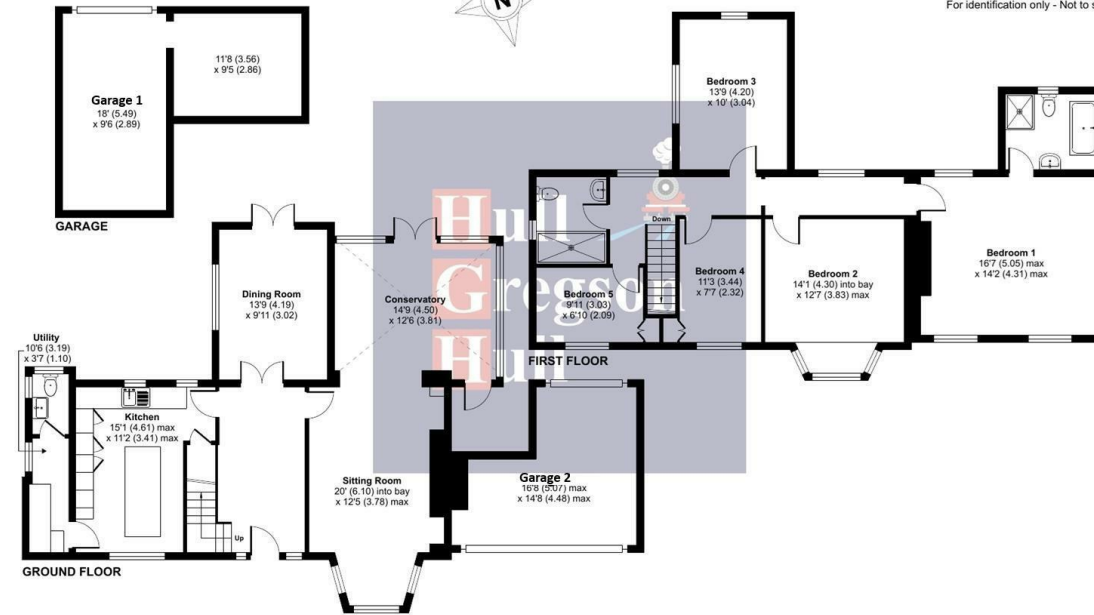 For identification only - Not to s
N
11'8 (3.56)
x 9'5 (2.86)
Garage 1
18' (5.49)
x 9'6 (2.89)
GARAGE
Bedroom 3
13'9 (4.20)
x 10' (3.04)
Hull
Gregson
Hull
Down
Bedroom 1
16'7 (5.05) max
x 14'2 (4.31) max
Bedroom 2
14'1 (4.30) into bay
x 12'7 (3.83) max
Bedroom 4
11'3 (3.44)
x 7'7 (2.32)
Bedroom 5
9'11 (3.03)
x 6'10 (2.09)
FIRST FLOOR
Dining Room
13'9 (4.19)
x 9'11 (3.02)
Conservatory
14'9 (4.50)
x 12'6 (3.81)
Utility
10'6 (3.19)
x 3'7 (1.10)
Kitchen
15'1 (4.61) max
x 11'2 (3.41) max
Sitting Room
20' (6.10) into bay
x 12'5 (3.78) max
Garage 2
16'8 (5.07) max
x 14'8 (4.48) max
Up
GROUND FLOOR